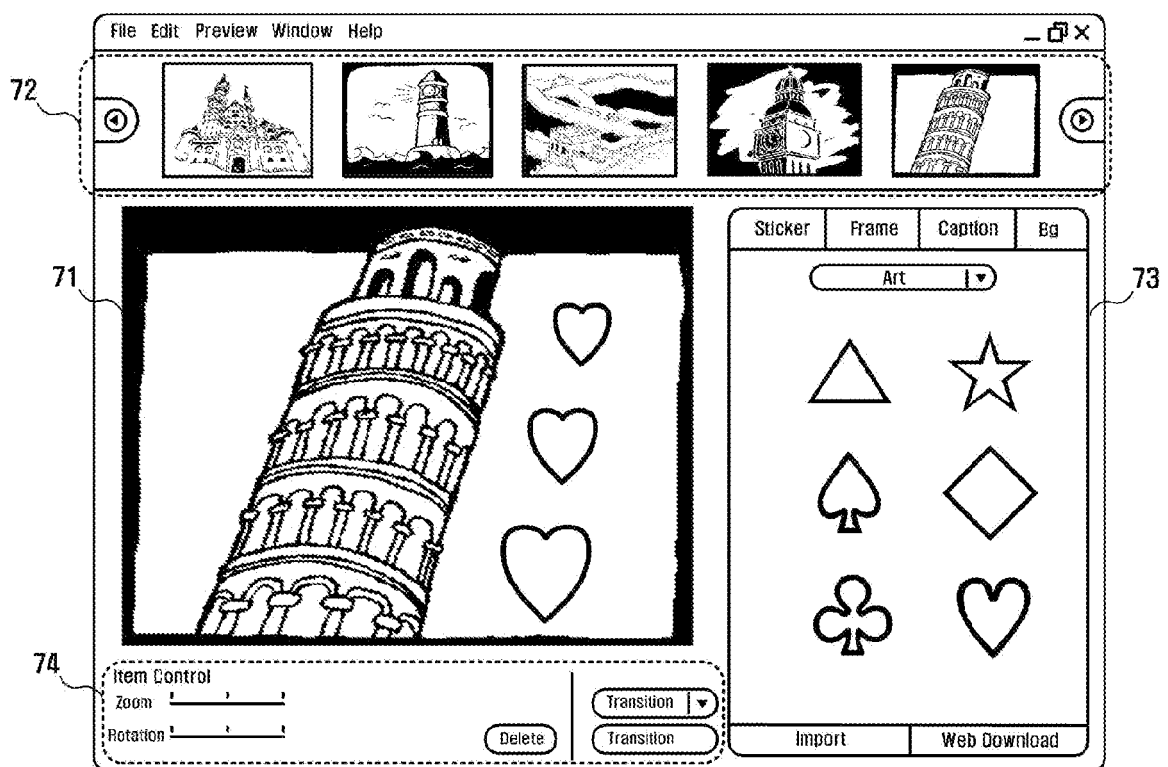 File Edit Preview Window Help
72
71
Sticker Frame Caption Bg
Art
73
74
Item Control
Zoom
Transition
Rotation
Delete
Transition
Import Web Download